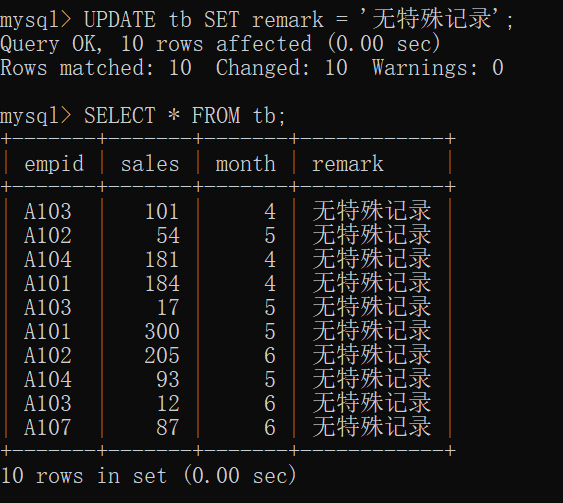 mysql> UPDATE tb SET remark = '无特殊记录';
Query OK, 10 rows affected (0.00 sec)
Rows matched: 10  Changed: 10  Warnings: 0
mysql> SELECT * FROM tb;
+-------+-------+-------+------------+
| empid | sales | month | remark     |
+-------+-------+-------+------------+
| A103  |   101 |     4 | 无特殊记录 |
| A102  |    54 |     5 | 无特殊记录 |
| A104  |   181 |     4 | 无特殊记录 |
| A101  |   184 |     4 | 无特殊记录 |
| A103  |    17 |     5 | 无特殊记录 |
| A101  |   300 |     5 | 无特殊记录 |
| A102  |   205 |     6 | 无特殊记录 |
| A104  |    93 |     5 | 无特殊记录 |
| A103  |    12 |     6 | 无特殊记录 |
| A107  |    87 |     6 | 无特殊记录 |
+-------+-------+-------+------------+
10 rows in set (0.00 sec)